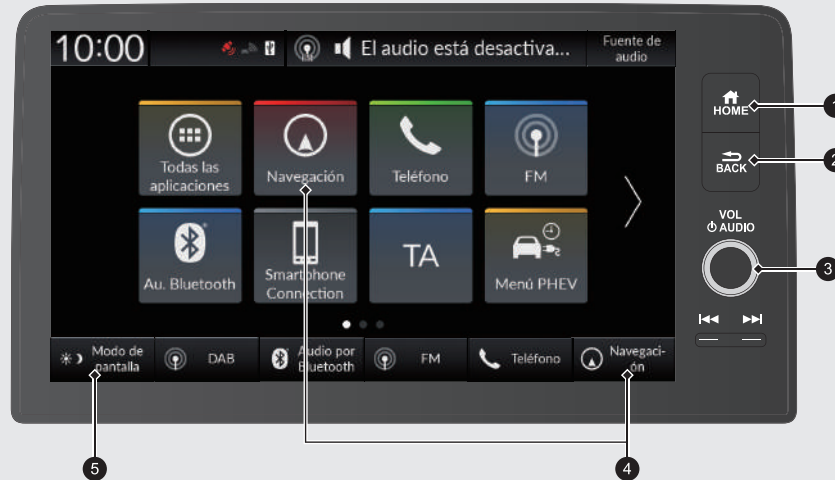 10:00
El audio está desactiva...
Fuente de
audio
HOME
1
Todas las
aplicaciones
Navegación
Teléfono
FM
BACK
2
VOL
AUDIO
3
Au. Bluetooth
Smartphone
Connection
TA
Menú PHEV
Modo de
pantalla
DAB
Audio por
Bluetooth
FM
Teléfono
Navegaci-
ón
5
4